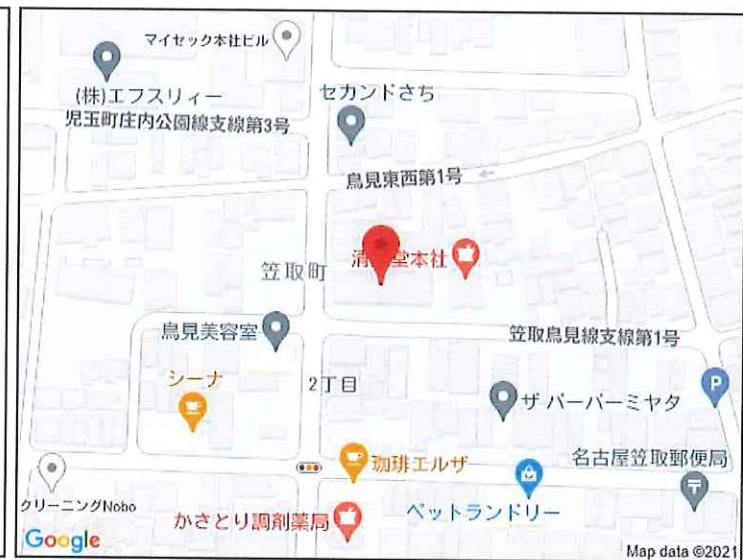 マイセック本社ビル
(株)エフスリィー
児玉町庄内公園線支線第3号
セカンドさち
鳥見東西第1号
清
堂本社
笠取町
鳥見美容室
笠取鳥見線支線第1号
シーナ
2丁目
P
ザ バーバーミヤタ
珈琲エルザ
名古屋笠取郵便局
クリーニングNobo
かさとり調剤薬局
ペットランドリー
〒
Google
Map data ©2021